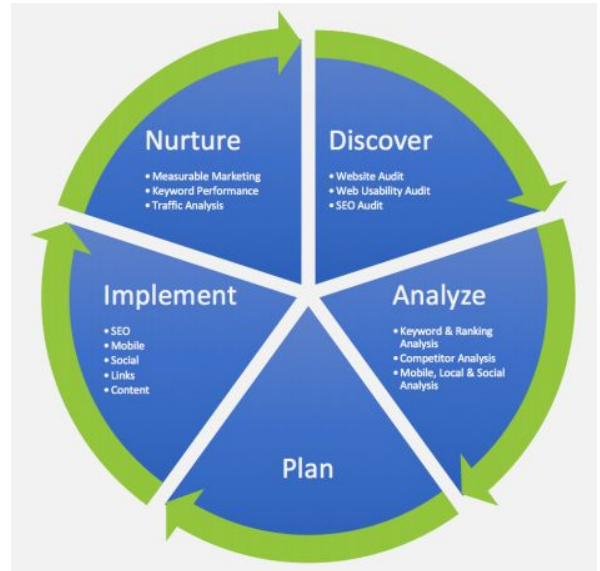 Nurture
• Measurable Marketing
• Keyword Performance
• Traffic Analysis
Discover
• Website Audit
• Web Usability Audit
• SEO Audit
Analyze
• Keyword & Ranking
Analysis
• Competitor Analysis
• Mobile, Local & Social
Analysis
Plan
Implement
• SEO
• Mobile
• Social
• Links
• Content